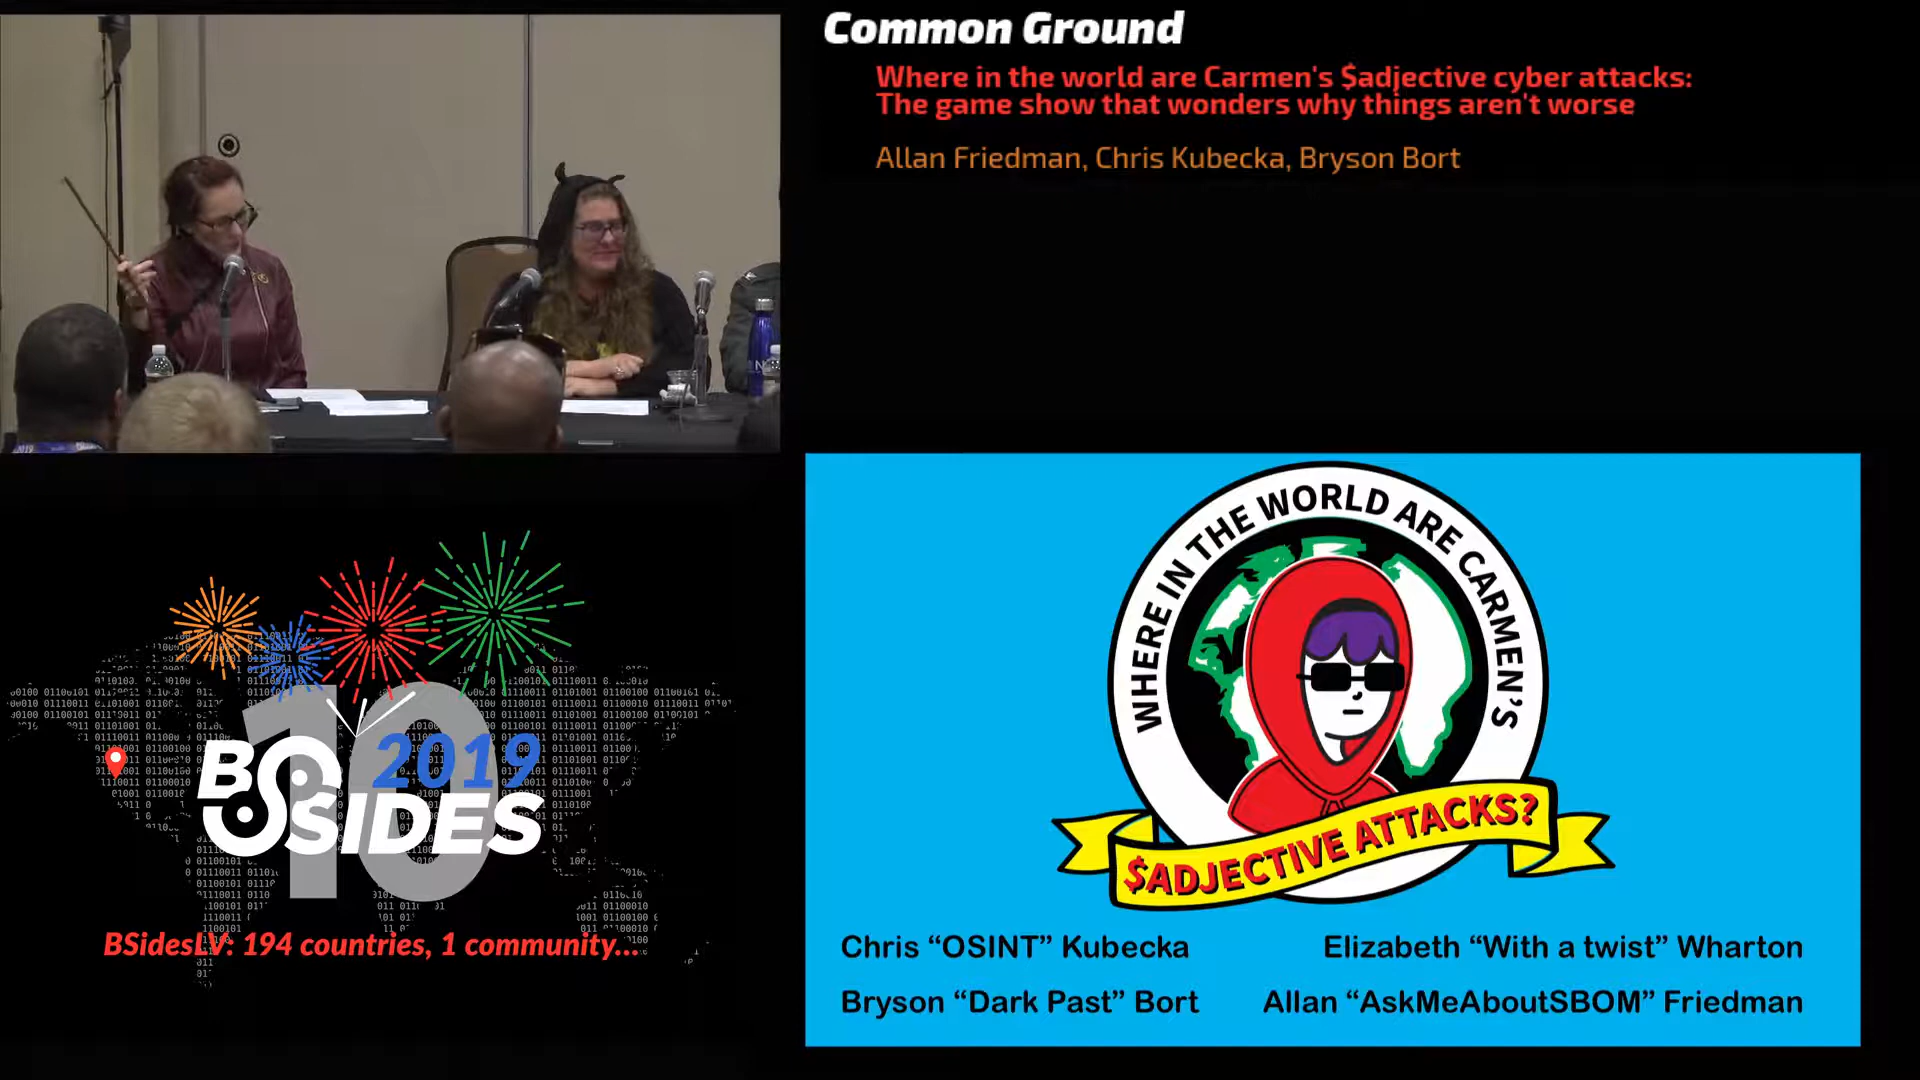 Common Ground
Where in the world are Carmen's $adjective cyber attacks:
The game show that wonders why things aren't worse
Allan Friedman, Chris Kubecka, Bryson Bort
WHERE IN THE WORLD ARE CARMEN'S
$ADJECTIVE ATTACKS?
Chris “OSINT” Kubecka
Elizabeth “With a twist” Wharton
Bryson “Dark Past” Bort
Allan “AskMeAboutSBOM” Friedman
10
2019
BSIDES
BSidesLV: 194 countries, 1 community...